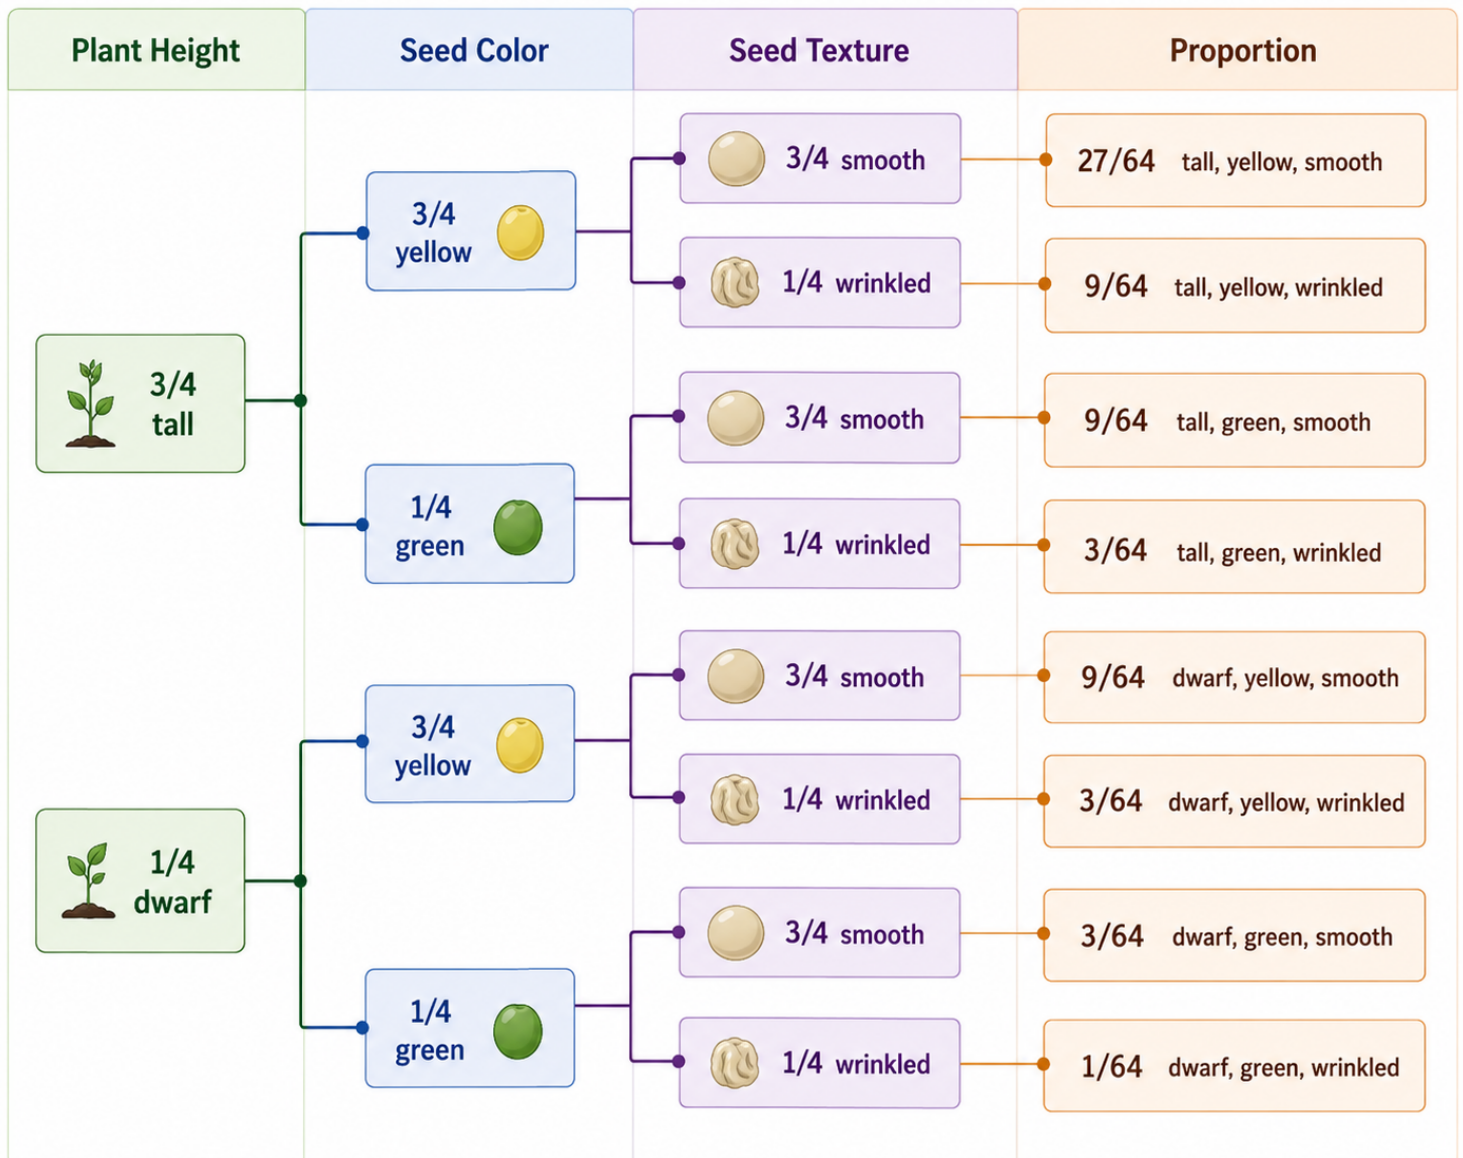 Plant Height
Seed Color
Seed Texture
Proportion
3/4
tall
3/4
yellow
3/4 smooth
27/64 tall, yellow, smooth
1/4 wrinkled
9/64 tall, yellow, wrinkled
1/4
green
3/4 smooth
9/64 tall, green, smooth
1/4 wrinkled
3/64 tall, green, wrinkled
1/4
dwarf
3/4
yellow
3/4 smooth
9/64 dwarf, yellow, smooth
1/4 wrinkled
3/64 dwarf, yellow, wrinkled
1/4
green
3/4 smooth
3/64 dwarf, green, smooth
1/4 wrinkled
1/64 dwarf, green, wrinkled